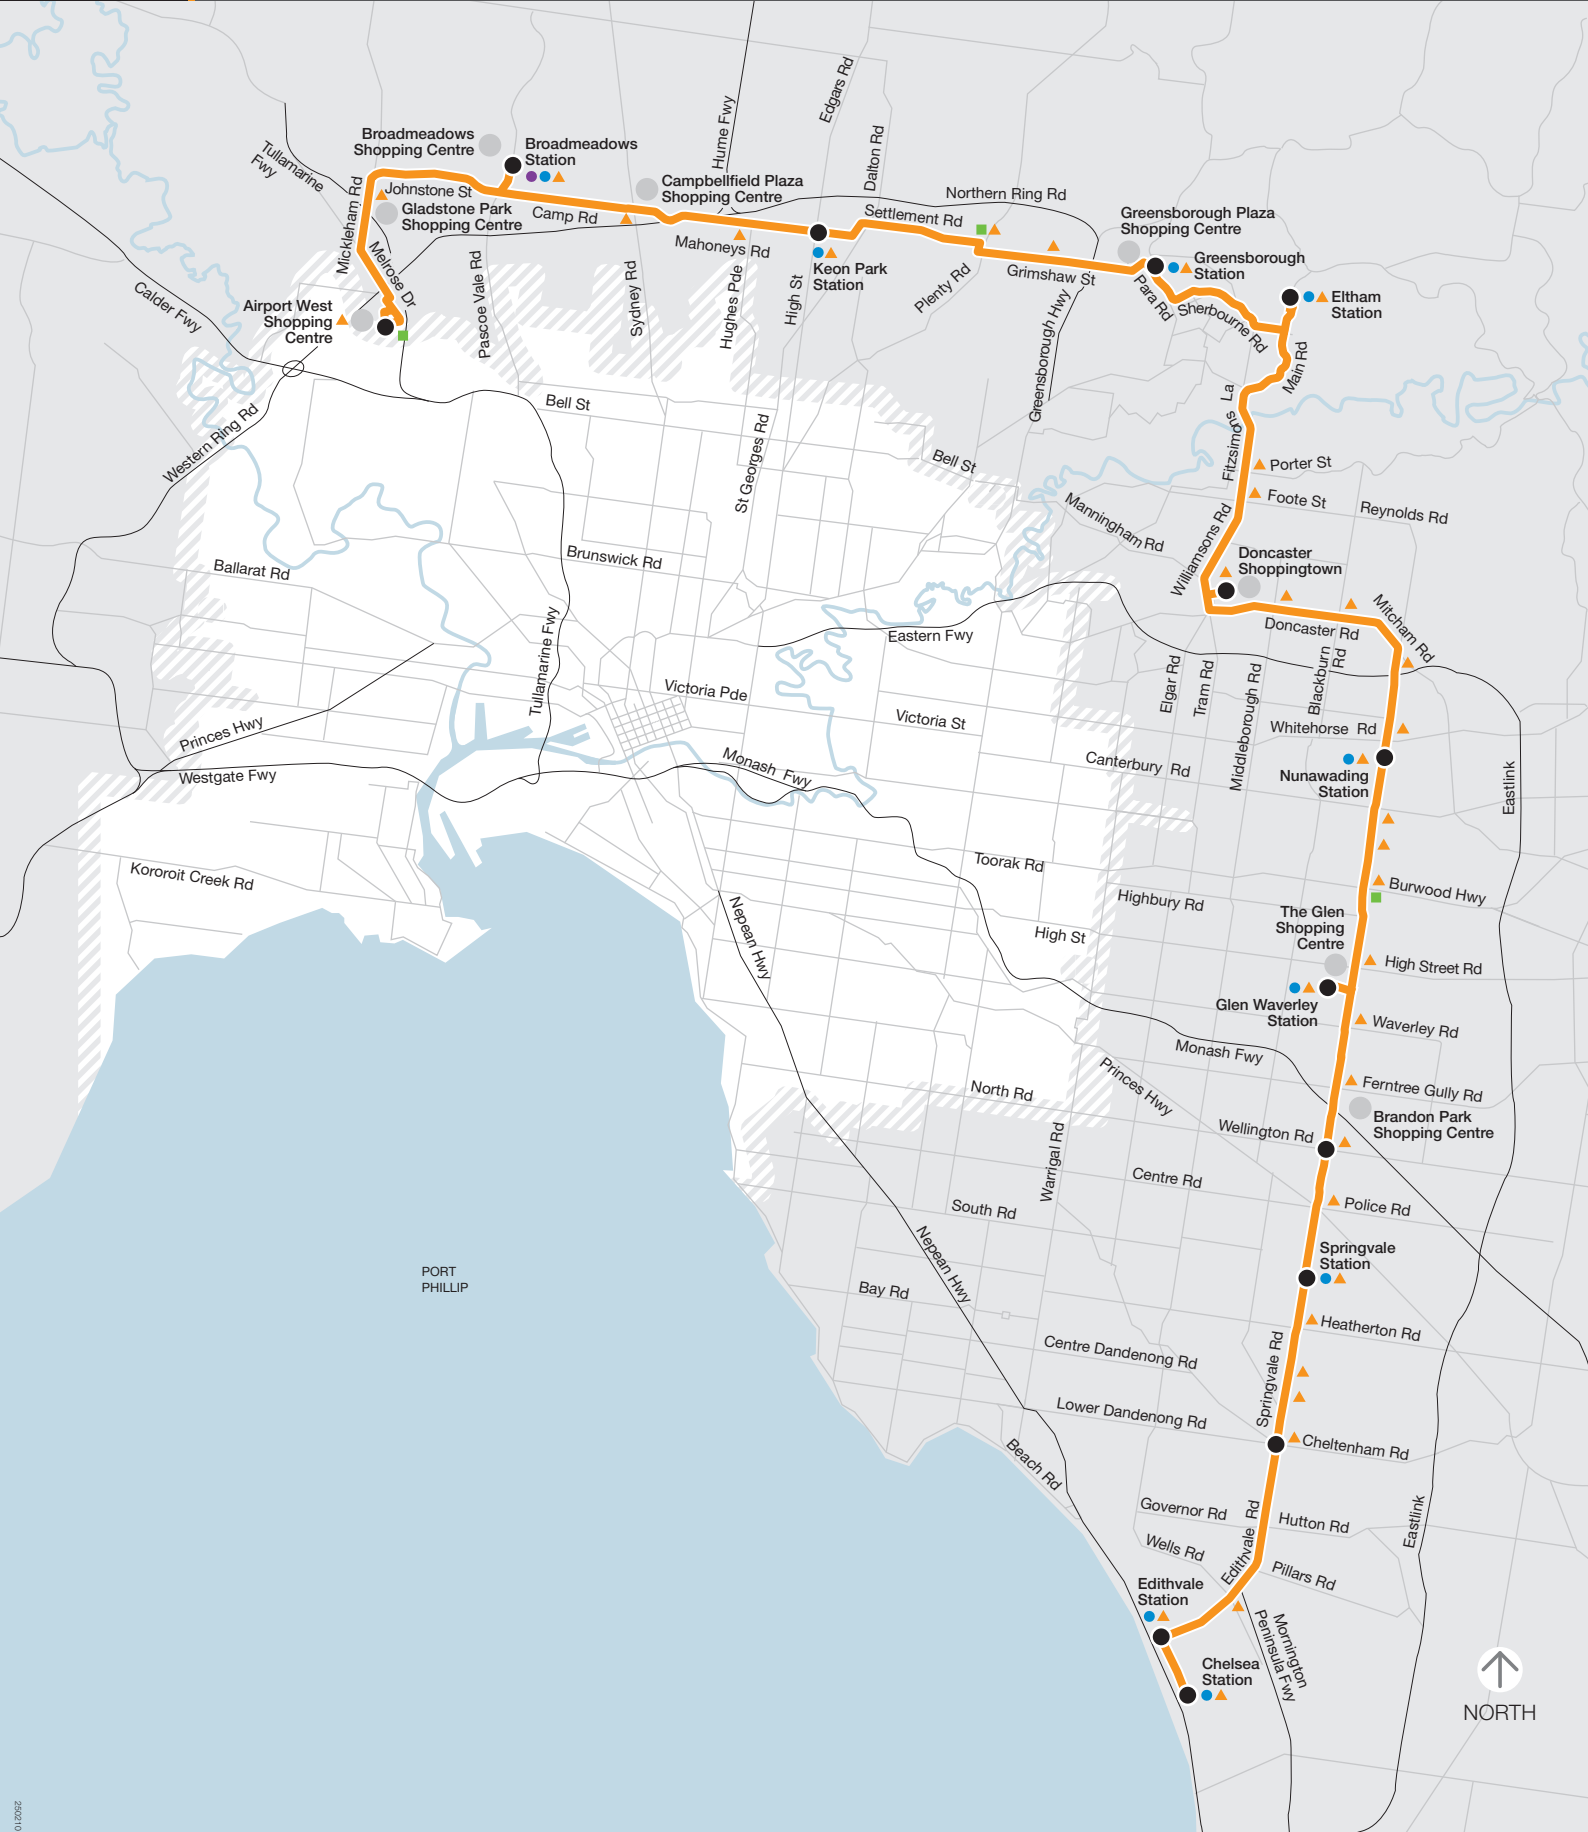 Edgars Rd
Hume Fwy
Dalton Rd
Tullamarine
Fwy
Broadmeadows
Shopping Centre
Broadmeadows
Station
Campbellfield Plaza
Shopping Centre
Northern Ring Rd
Johnstone St
Mickleham Rd
Gladstone Park
Shopping Centre
Camp Rd
Settlement Rd
Greensborough Plaza
Shopping Centre
Mahoneys Rd
Melrose Dr
Keon Park
Station
Grimshaw St
Greensborough
Station
Plenty Rd
Para Rd
Sherbourne Rd
Eltham
Station
Calder Fwy
Airport West
Shopping
Centre
Pascoe Vale Rd
Sydney Rd
Hughes Pde
High St
Greensborough Hwy
Main Rd
Fitzsimons La
Bell St
Western Ring Rd
St Georges Rd
Bell St
Porter St
Foote St
Reynolds Rd
Manningham Rd
Williamsons Rd
Doncaster
Shoppingtown
Ballarat Rd
Brunswick Rd
Mitcham Rd
Doncaster Rd
Eastern Fwy
Tullamarine Fwy
Elgar Rd
Tram Rd
Middleborough Rd
Blackburn
Rd
Victoria Pde
Victoria St
Whitehorse Rd
Princes Hwy
Westgate Fwy
Monash Fwy
Canterbury Rd
Nunawading
Station
Eastlink
Kororoit Creek Rd
Toorak Rd
Highbury Rd
Burwood Hwy
The Glen
Shopping
Centre
Nepean Hwy
High St
High Street Rd
Glen Waverley
Station
Waverley Rd
Monash Fwy
Princes Hwy
North Rd
Ferntree Gully Rd
Brandon Park
Shopping Centre
Wellington Rd
Warrigal Rd
Centre Rd
South Rd
Police Rd
Nepean Hwy
Springvale
Station
PORT
PHILLIP
Bay Rd
Heatherton Rd
Centre Dandenong Rd
Springvale Rd
Lower Dandenong Rd
Cheltenham Rd
Beach Rd
Governor Rd
Hutton Rd
Edithvale Rd
Eastlink
Wells Rd
Pillars Rd
Edithvale
Station
Mornington
Peninsula Fwy
Chelsea
Station
NORTH
250210